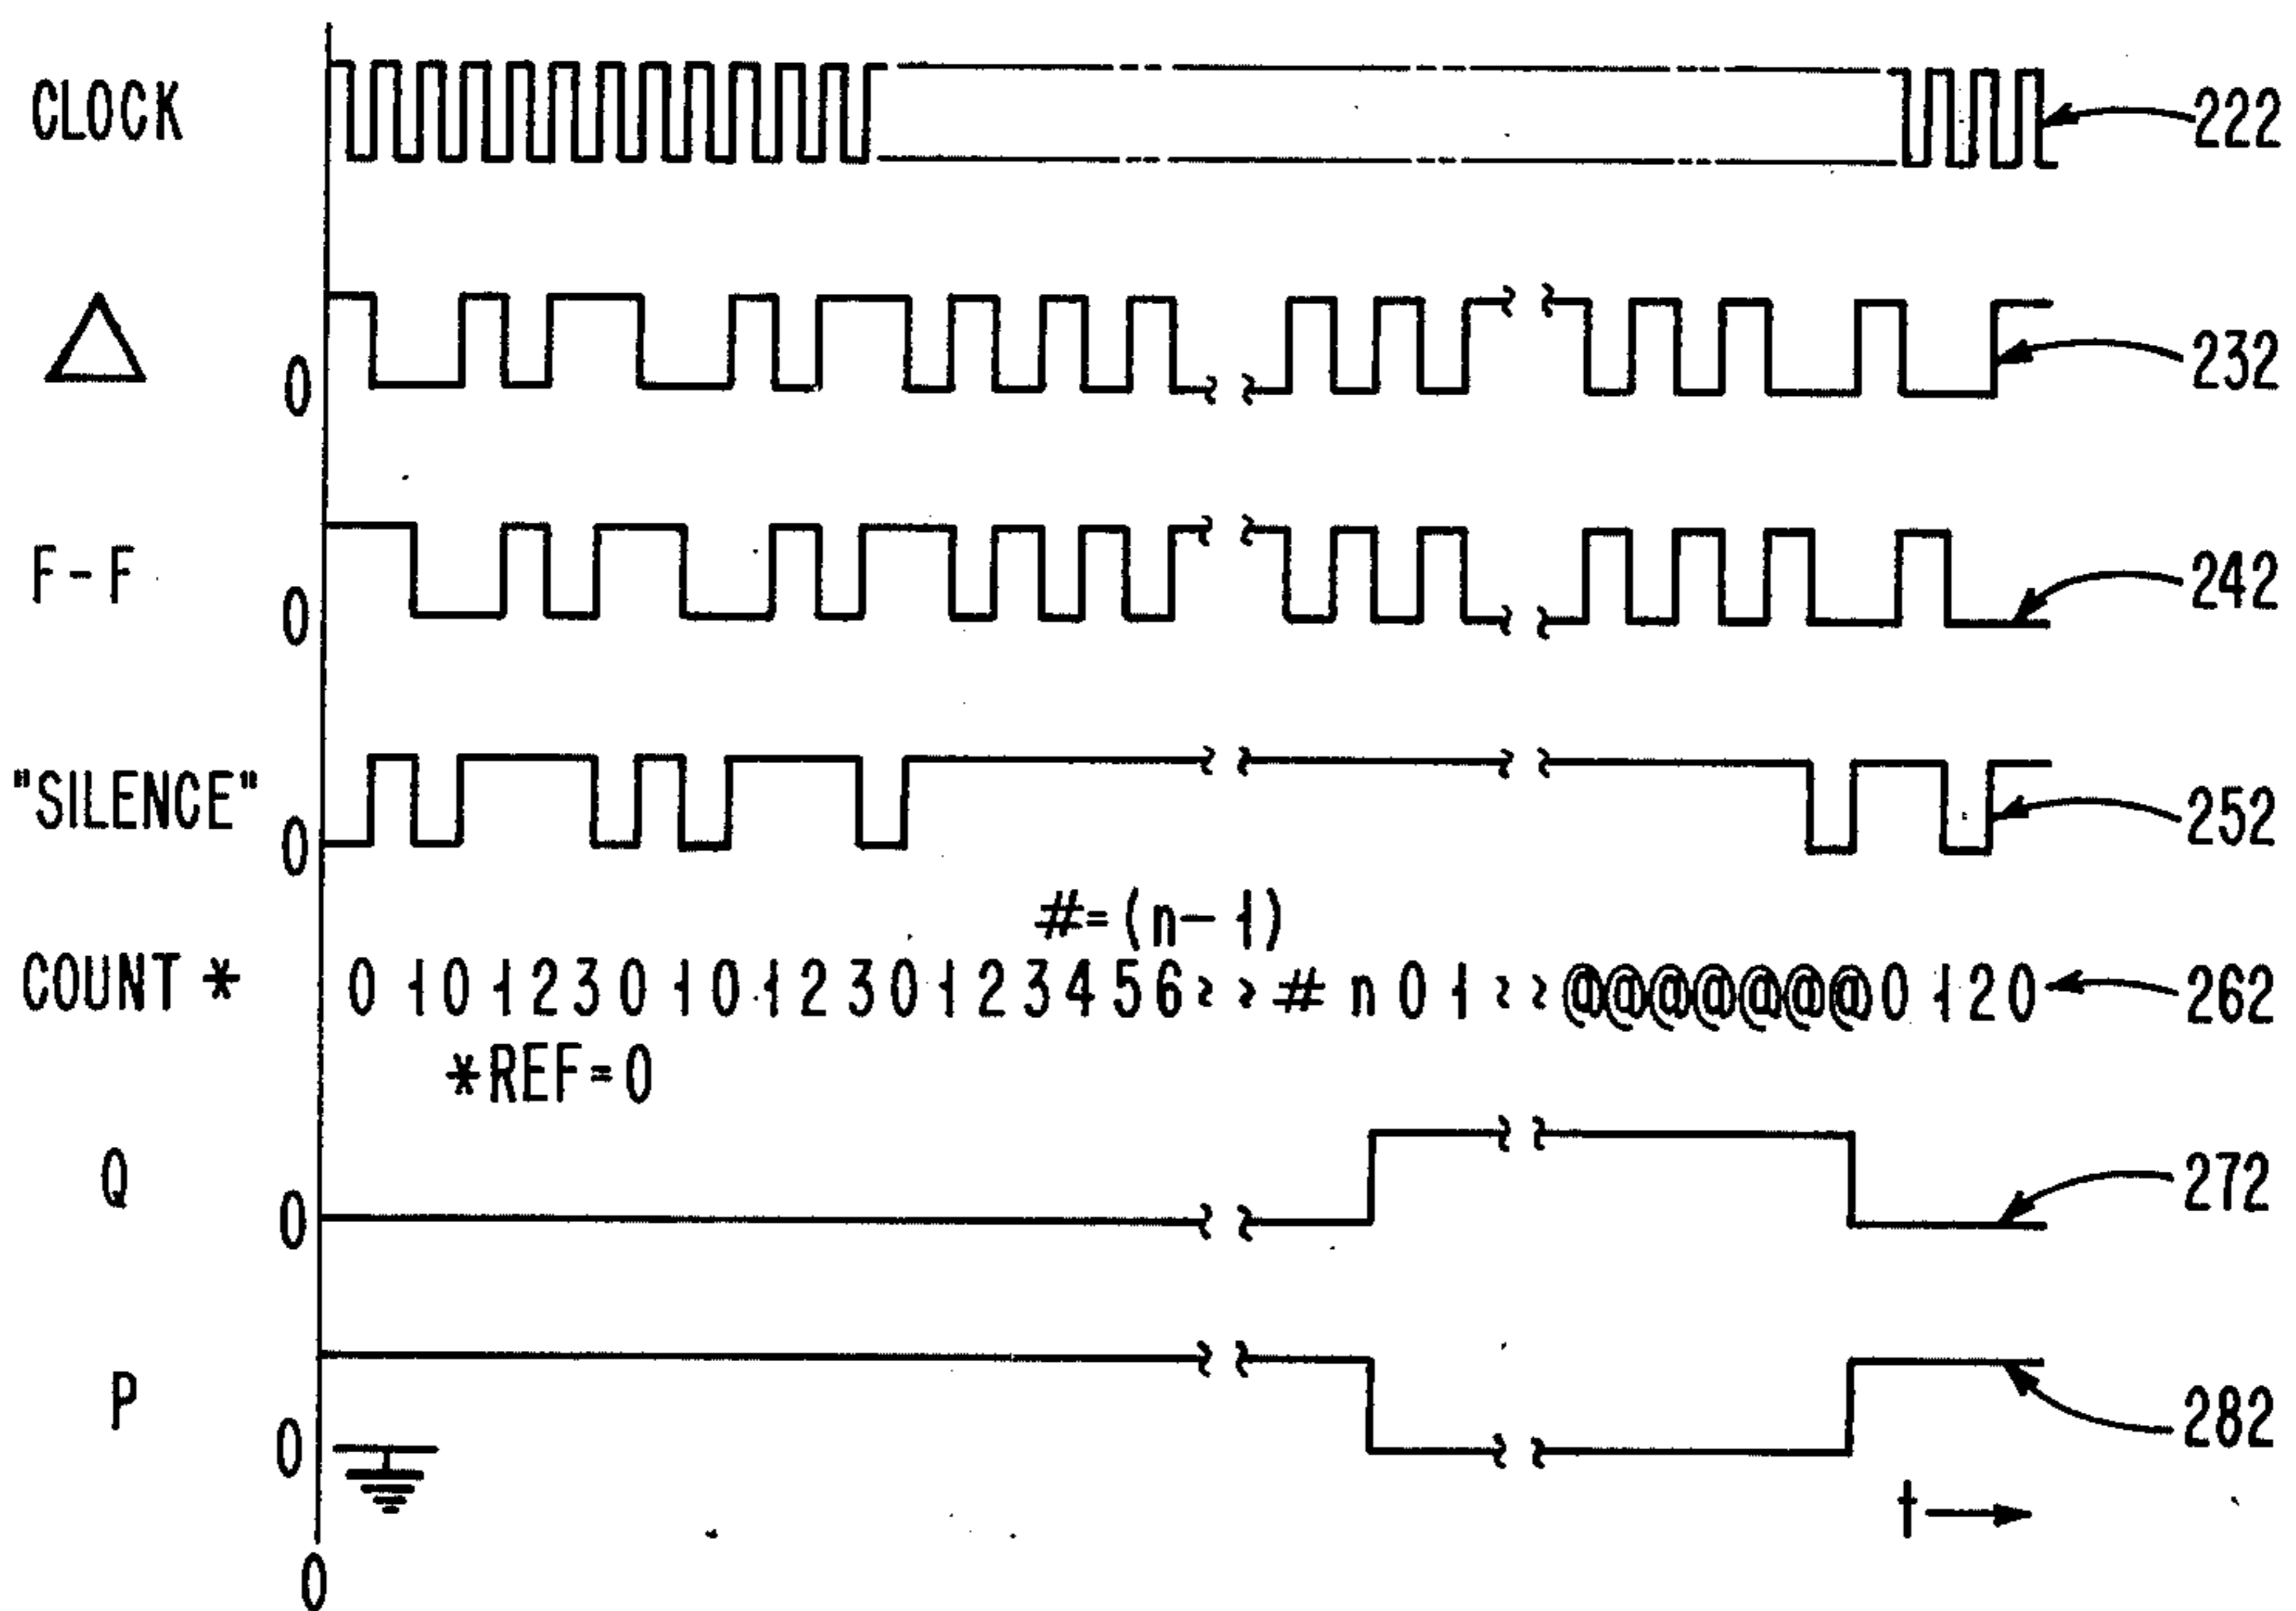 CLOCK 222
0 232
F-F 0 242
"SILENCE" 0 252
#=(n-1)
COUNT * 0 1 0 1 2 3 0 1 0 1 2 3 0 1 2 3 4 5 6 ~ ~ # n 0 1 ~ ~ @ @ @ @ @ @ @ 0 1 2 0 262
*REF=0
Q 0 272
P 0 282
t
0